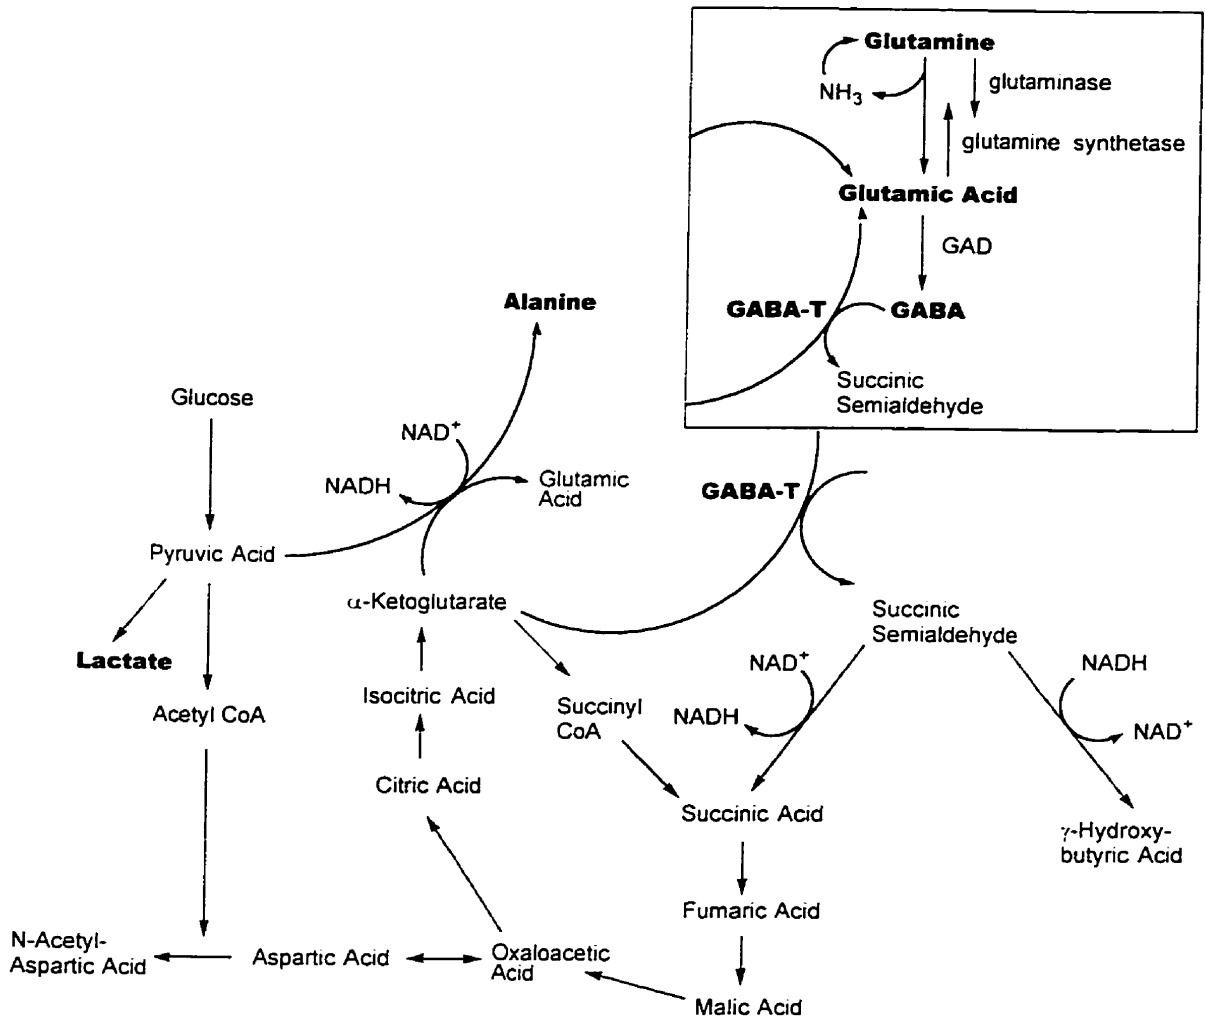 Glutamine
NH3
glutaminase
glutamine synthetase
Glutamic Acid
GAD
GABA-T
GABA
Succinic
Semialdehyde
Alanine
Glucose
NAD+
NADH
Glutamic
Acid
GABA-T
Pyruvic Acid
α-Ketoglutarate
Succinic
Semialdehyde
Lactate
NAD+
NADH
Isocitric Acid
Succinyl
CoA
Acetyl CoA
NADH
NAD+
Citric Acid
Succinic Acid
γ-Hydroxy-
butyric Acid
Fumaric Acid
N-Acetyl-
Aspartic Acid
Aspartic Acid
Oxaloacetic
Acid
Malic Acid